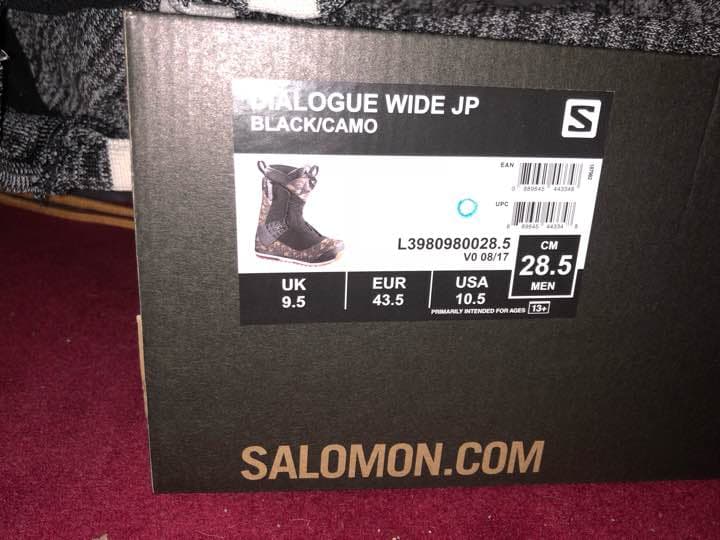 DIALOGUE WIDE JP
BLACK/CAMO
S
EAN
UPC
L3980980028.5
V0 08/17
CM
28.5
MEN
UK
9.5
EUR
43.5
USA
10.5
PRIMARILY INTENDED FOR AGES 13+
SALOMON.COM